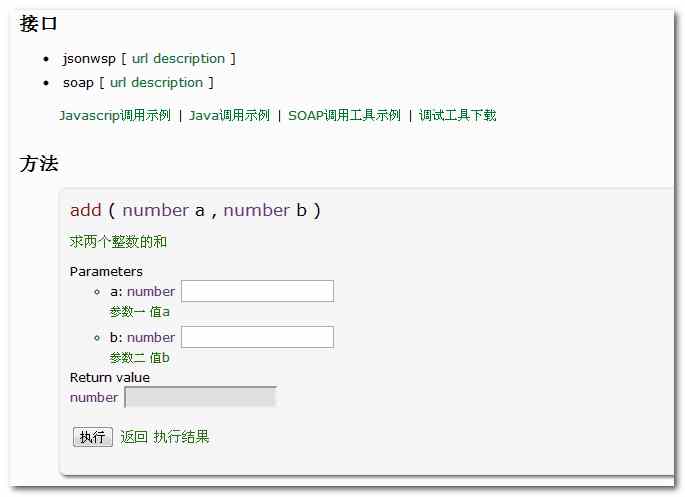 接口
jsonwsp [ url description ]
soap [ url description ]
Javascrip调用示例 | Java调用示例 | SOAP调用工具示例 | 调试工具下载
方法
add ( number a , number b )
求两个整数的和
Parameters
a: number
参数一 值a
b: number
参数二 值b
Return value
number
执行 返回 执行结果